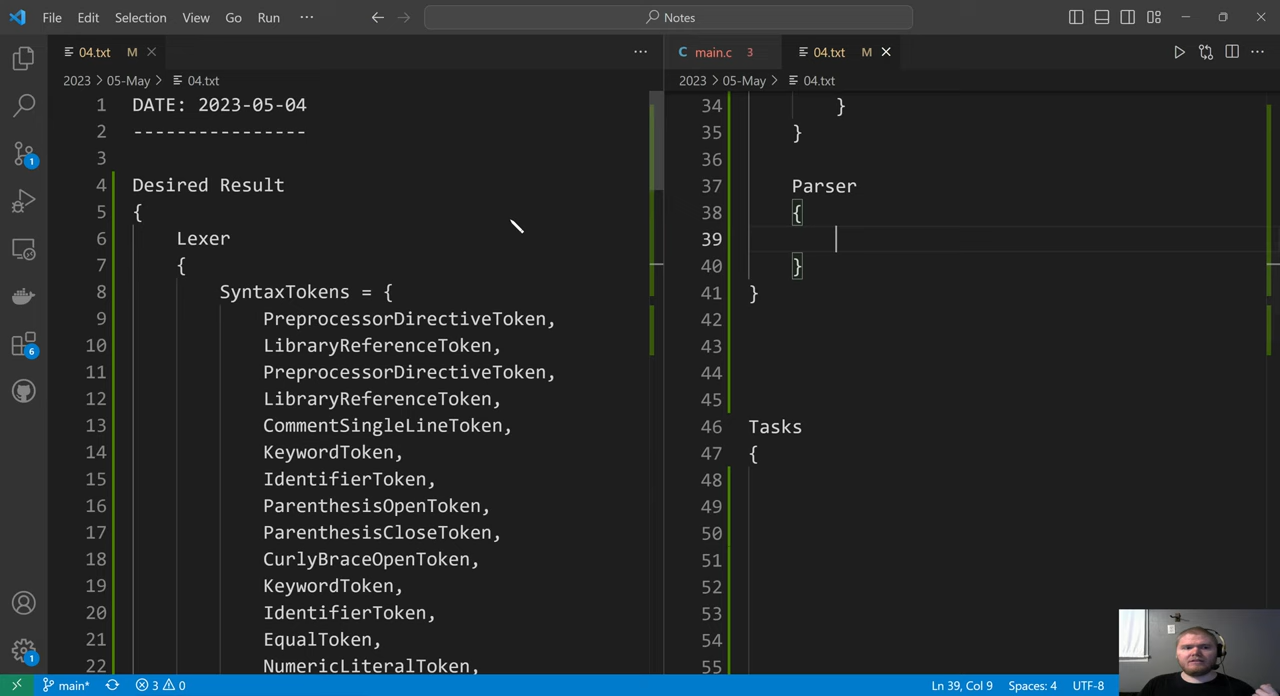 File Edit Selection View Go Run ··· Notes
04.txt M
main.c 3 04.txt M
2023 > 05-May > 04.txt
2023 > 05-May > 04.txt
1 DATE: 2023-05-04
2 ----------------
3
4 Desired Result
5 {
6 Lexer
7 {
8 SyntaxTokens = {
9 PreprocessorDirectiveToken,
10 LibraryReferenceToken,
11 PreprocessorDirectiveToken,
12 LibraryReferenceToken,
13 CommentSingleLineToken,
14 KeywordToken,
15 IdentifierToken,
16 ParenthesisOpenToken,
17 ParenthesisCloseToken,
18 CurlyBraceOpenToken,
19 KeywordToken,
20 IdentifierToken,
21 EqualToken,
22 NumericLiteralToken,
34 }
35 }
36
37 Parser
38 {
39
40 }
41 }
42
43
44
45
46 Tasks
47 {
48
49
50
51
52
53
54
55
1
6
1
main* 3 0 Ln 39, Col 9 Spaces: 4 UTF-8